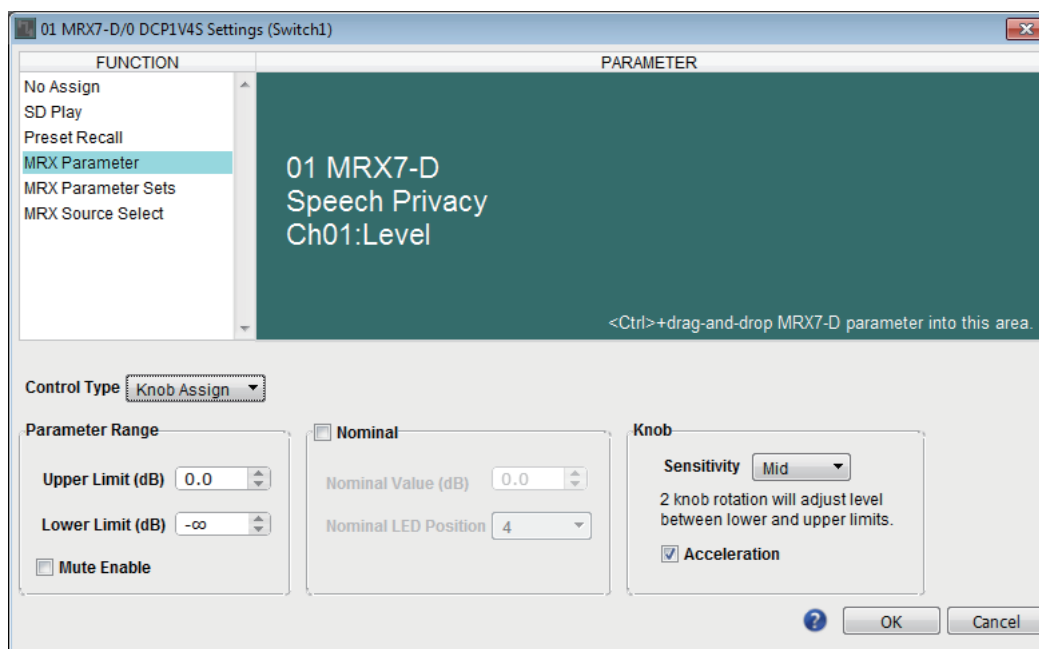 01 MRX7-D/0 DCP1V4S Settings (Switch1)
FUNCTION
PARAMETER
No Assign
SD Play
Preset Recall
MRX Parameter
MRX Parameter Sets
MRX Source Select
01 MRX7-D
Speech Privacy
Ch01:Level
<Ctrl>+drag-and-drop MRX7-D parameter into this area.
Control Type Knob Assign
Parameter Range
Upper Limit (dB) 0.0
Lower Limit (dB) -∞
Mute Enable
Nominal
Nominal Value (dB) 0.0
Nominal LED Position 4
Knob
Sensitivity Mid
2 knob rotation will adjust level
between lower and upper limits.
Acceleration
?
OK
Cancel